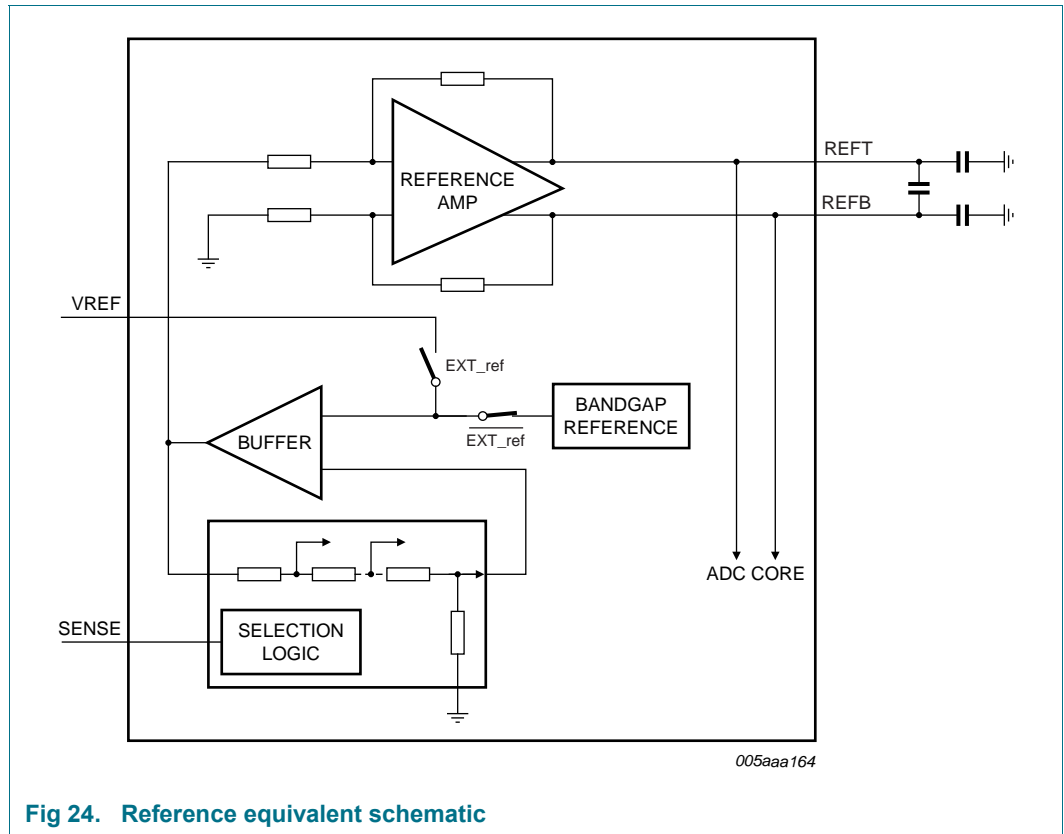 REFERENCE
AMP
REFT
REFB
VREF
EXT_ref
BUFFER
EXT_ref
BANDGAP
REFERENCE
ADC CORE
SENSE
SELECTION
LOGIC
005aaa164
Fig 24. Reference equivalent schematic